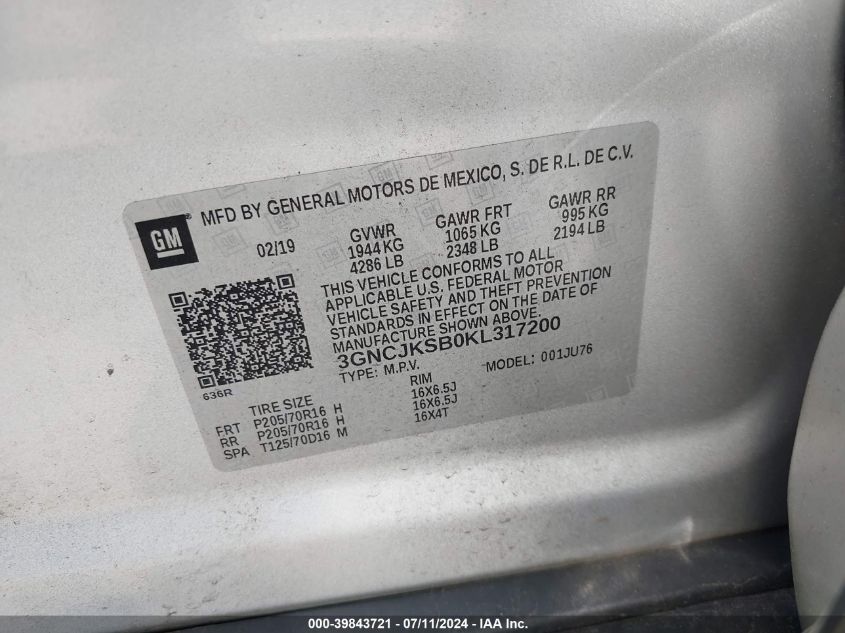 GM
® MFD BY GENERAL MOTORS DE MEXICO, S. DE R.L. DE C.V.
02/19 GVWR GAWR FRT GAWR RR
1944 KG 1065 KG 995 KG
4286 LB 2348 LB 2194 LB
THIS VEHICLE CONFORMS TO ALL
APPLICABLE U.S. FEDERAL MOTOR
VEHICLE SAFETY AND THEFT PREVENTION
STANDARDS IN EFFECT ON THE DATE OF
MANUFACTURE SHOWN ABOVE.
3GNCJKSB0KL317200
TYPE: M.P.V. MODEL: 001JU76
636R
TIRE SIZE RIM
FRT P205/70R16 H 16X6.5J
RR P205/70R16 H 16X6.5J
SPA T125/70D16 M 16X4T
000-39843721 - 07/11/2024 - IAAI.com